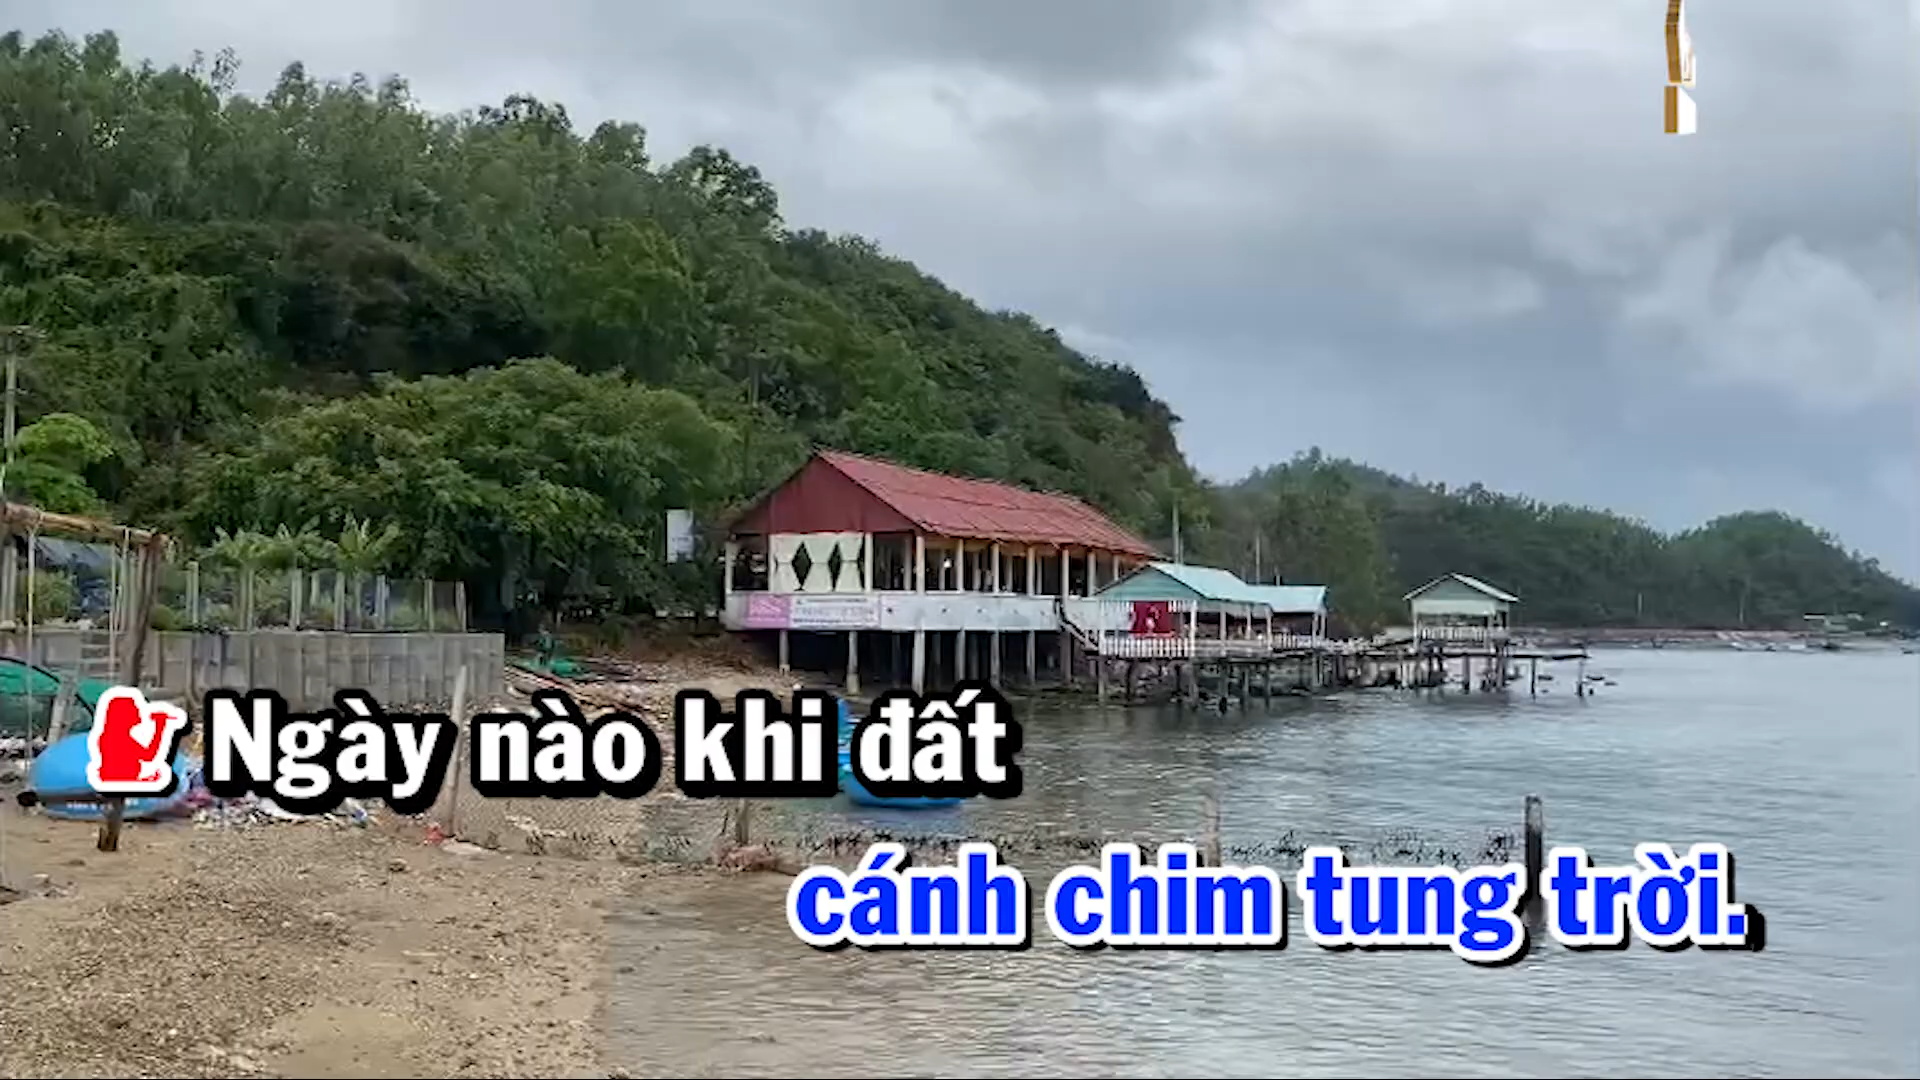 Ngày nào khi đất
cánh chim tung trời.